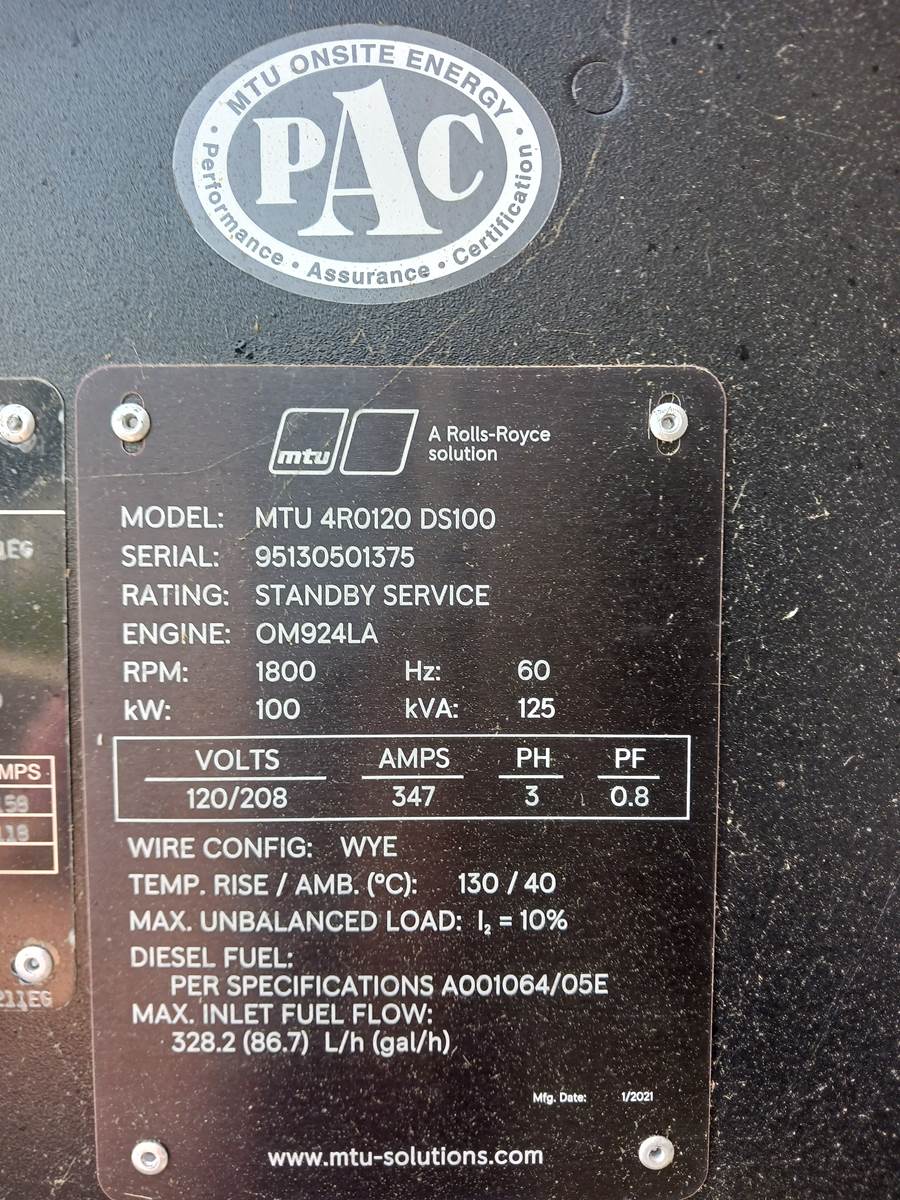 MTU ONSITE ENERGY
PAC
• Performance • Assurance • Certification •
mtu
A Rolls-Royce
solution
MODEL: MTU 4R0120 DS100
SERIAL: 95130501375
RATING: STANDBY SERVICE
ENGINE: OM924LA
RPM: 1800 Hz: 60
kW: 100 kVA: 125
VOLTS AMPS PH PF
120/208 347 3 0.8
WIRE CONFIG: WYE
TEMP. RISE / AMB. (°C): 130 / 40
MAX. UNBALANCED LOAD: I₂ = 10%
DIESEL FUEL:
PER SPECIFICATIONS A001064/05E
MAX. INLET FUEL FLOW:
328.2 (86.7) L/h (gal/h)
Mfg. Date: 1/2021
www.mtu-solutions.com